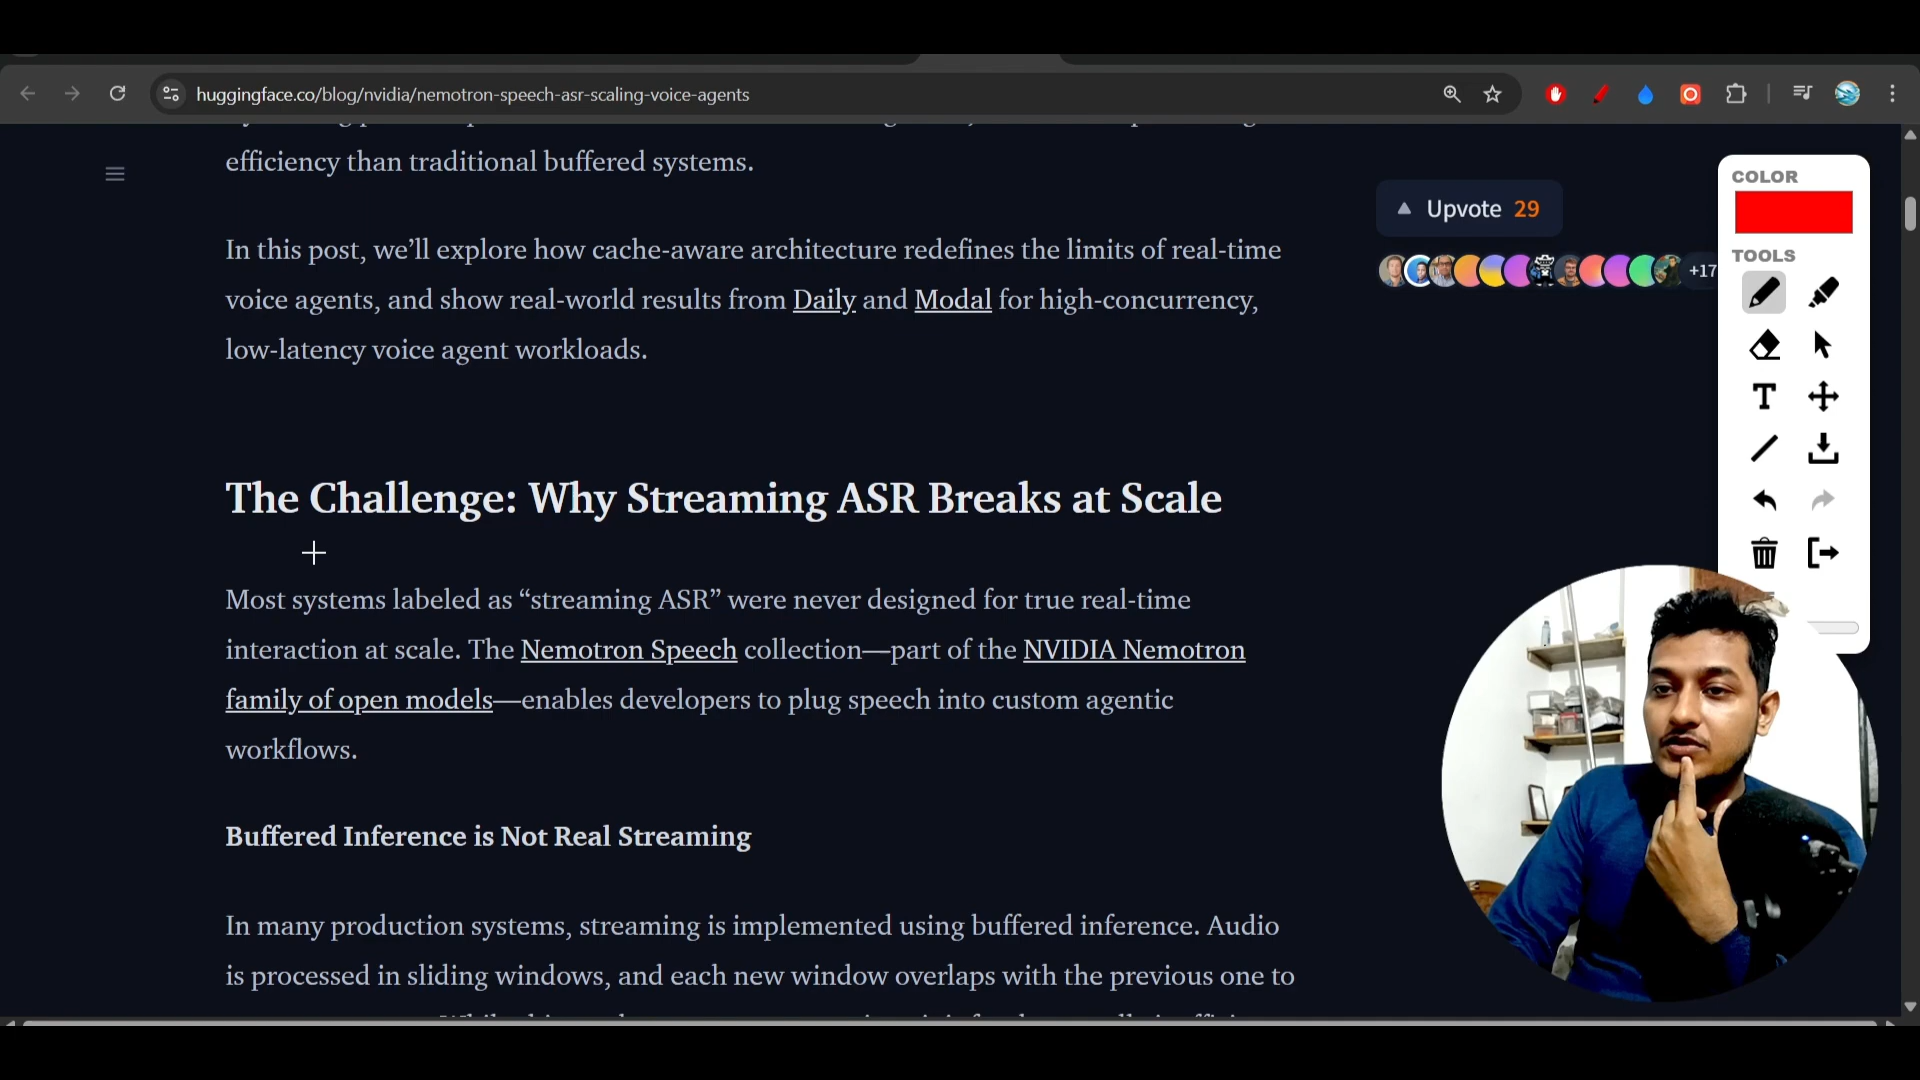 huggingface.co/blog/nvidia/nemotron-speech-asr-scaling-voice-agents
efficiency than traditional buffered systems.
Upvote 29
+17
In this post, we’ll explore how cache-aware architecture redefines the limits of real-time
voice agents, and show real-world results from Daily and Modal for high-concurrency,
low-latency voice agent workloads.
The Challenge: Why Streaming ASR Breaks at Scale
Most systems labeled as “streaming ASR” were never designed for true real-time
interaction at scale. The Nemotron Speech collection—part of the NVIDIA Nemotron
family of open models—enables developers to plug speech into custom agentic
workflows.
Buffered Inference is Not Real Streaming
In many production systems, streaming is implemented using buffered inference. Audio
is processed in sliding windows, and each new window overlaps with the previous one to
COLOR
TOOLS
T